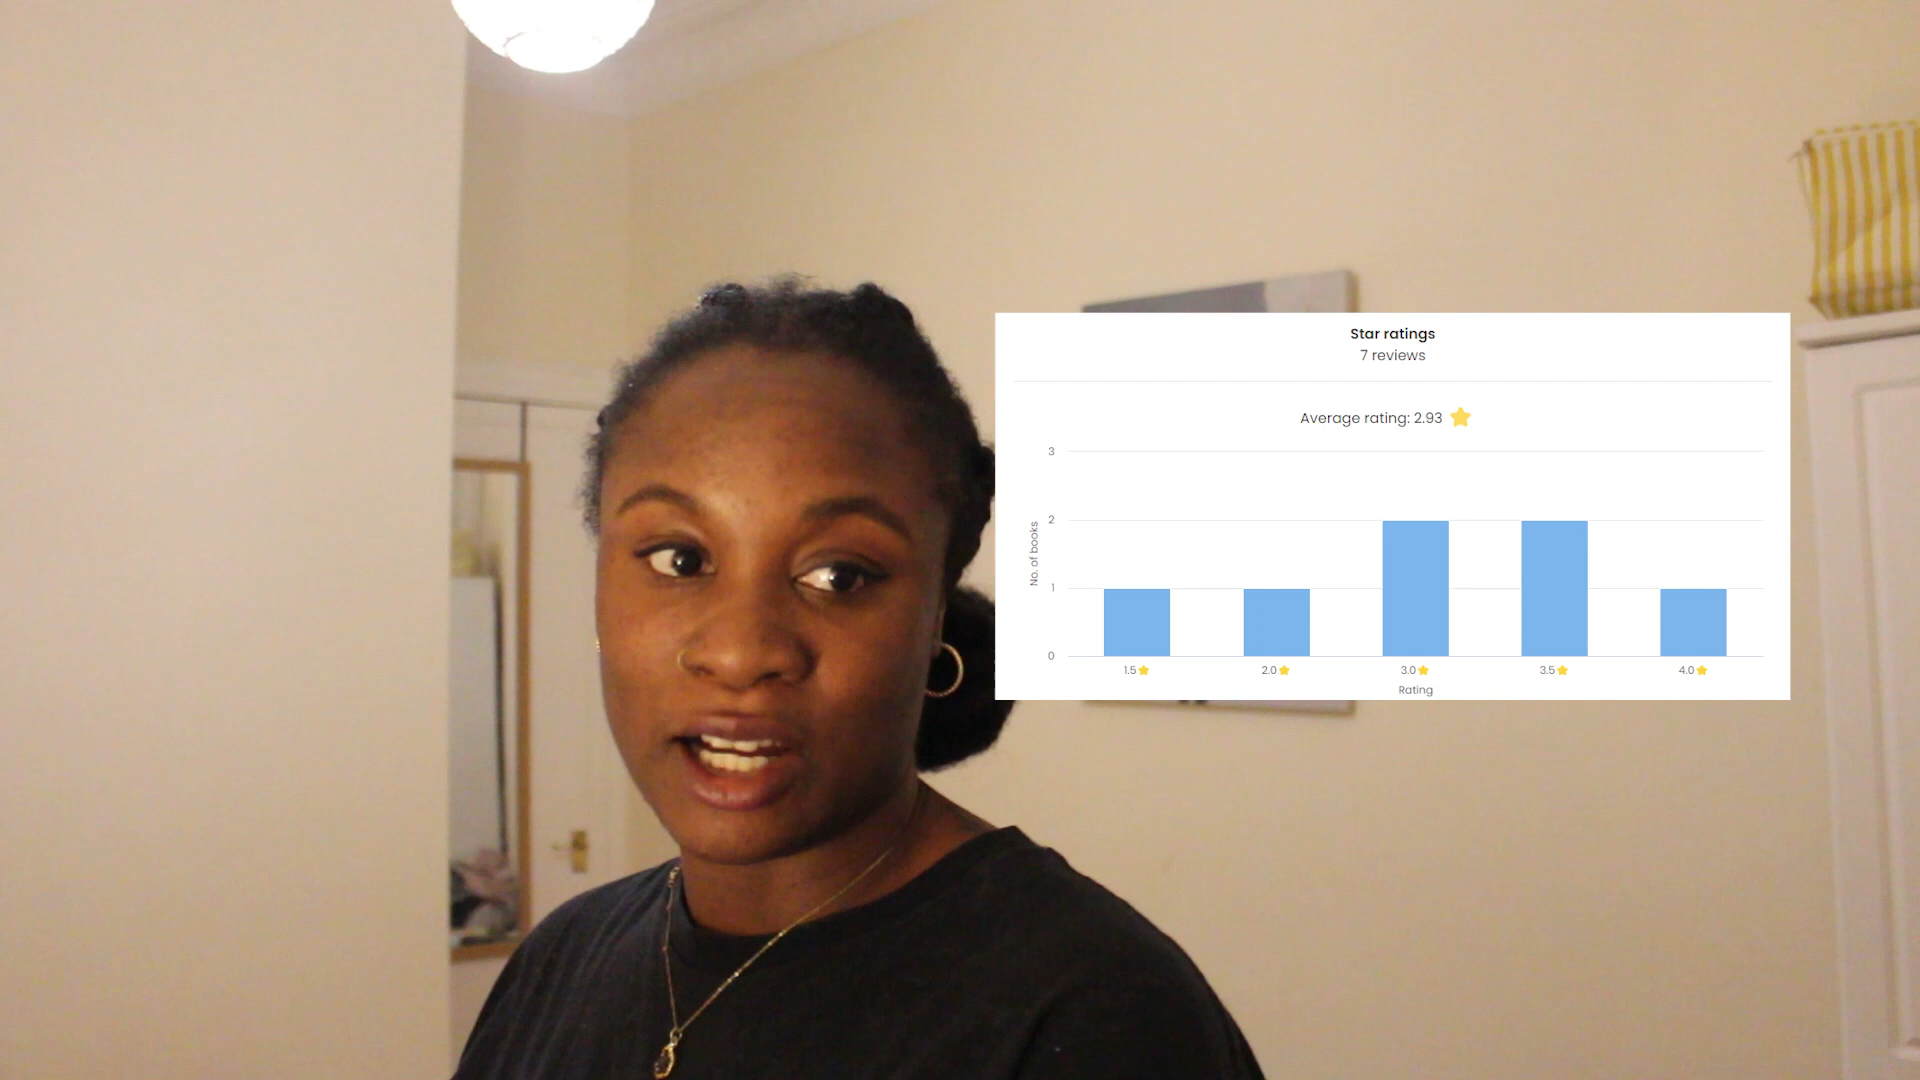 Star ratings
7 reviews
Average rating: 2.93
3
2
1
0
No. of books
1.5
2.0
3.0
3.5
4.0
Rating